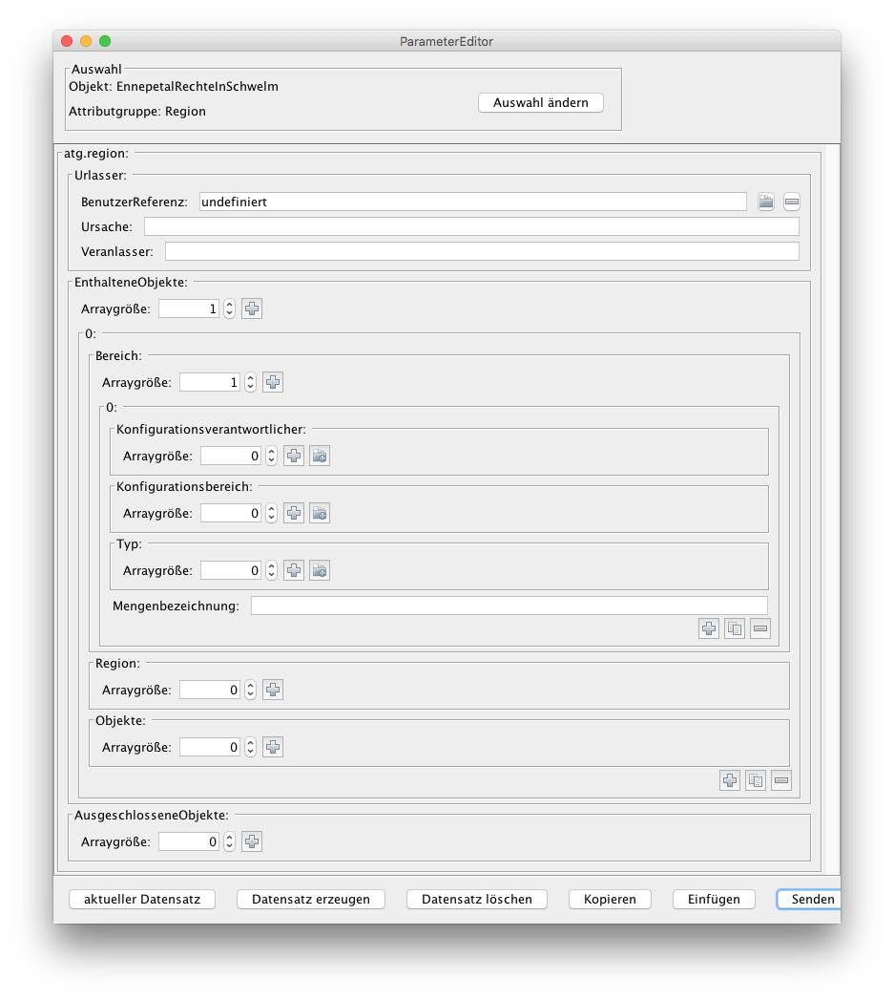 ParameterEditor
Auswahl
Objekt: EnnepetalRechteInSchwelm
Auswahl ändern
Attributgruppe: Region
atg.region:
Urlasser:
BenutzerReferenz: undefiniert
Ursache:
Veranlasser:
EnthalteneObjekte:
Arraygröße: 1
0:
Bereich:
Arraygröße: 1
0:
Konfigurationsverantwortlicher:
Arraygröße: 0
Konfigurationsbereich:
Arraygröße: 0
Typ:
Arraygröße: 0
Mengenbezeichnung:
Region:
Arraygröße: 0
Objekte:
Arraygröße: 0
AusgeschlosseneObjekte:
Arraygröße: 0
aktueller Datensatz Datensatz erzeugen Datensatz löschen Kopieren Einfügen Senden